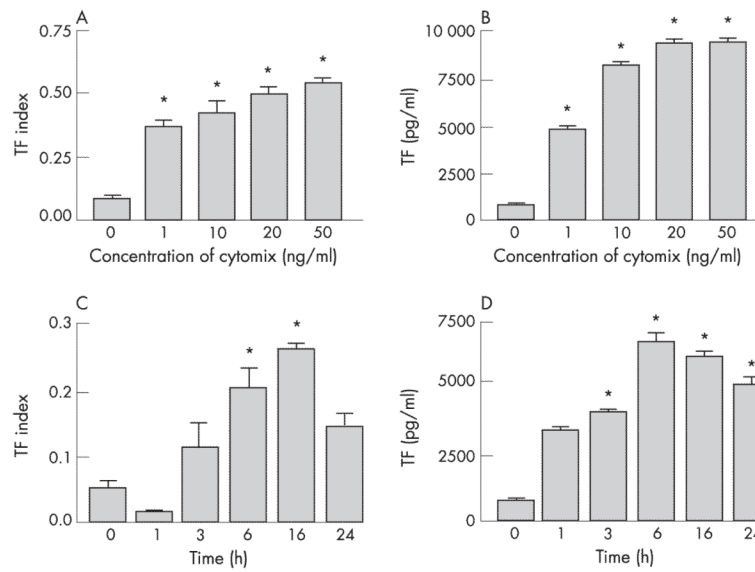 A
0.75
0.50
0.25
0.00
TF index
* * * *
0 1 10 20 50
Concentration of cytomix (ng/ml)
B
10 000
7500
5000
2500
0
TF (pg/ml)
* * * *
0 1 10 20 50
Concentration of cytomix (ng/ml)
C
0.3
0.2
0.1
0.0
TF index
* *
0 1 3 6 16 24
Time (h)
D
7500
5000
2500
0
TF (pg/ml)
* * * *
0 1 3 6 16 24
Time (h)